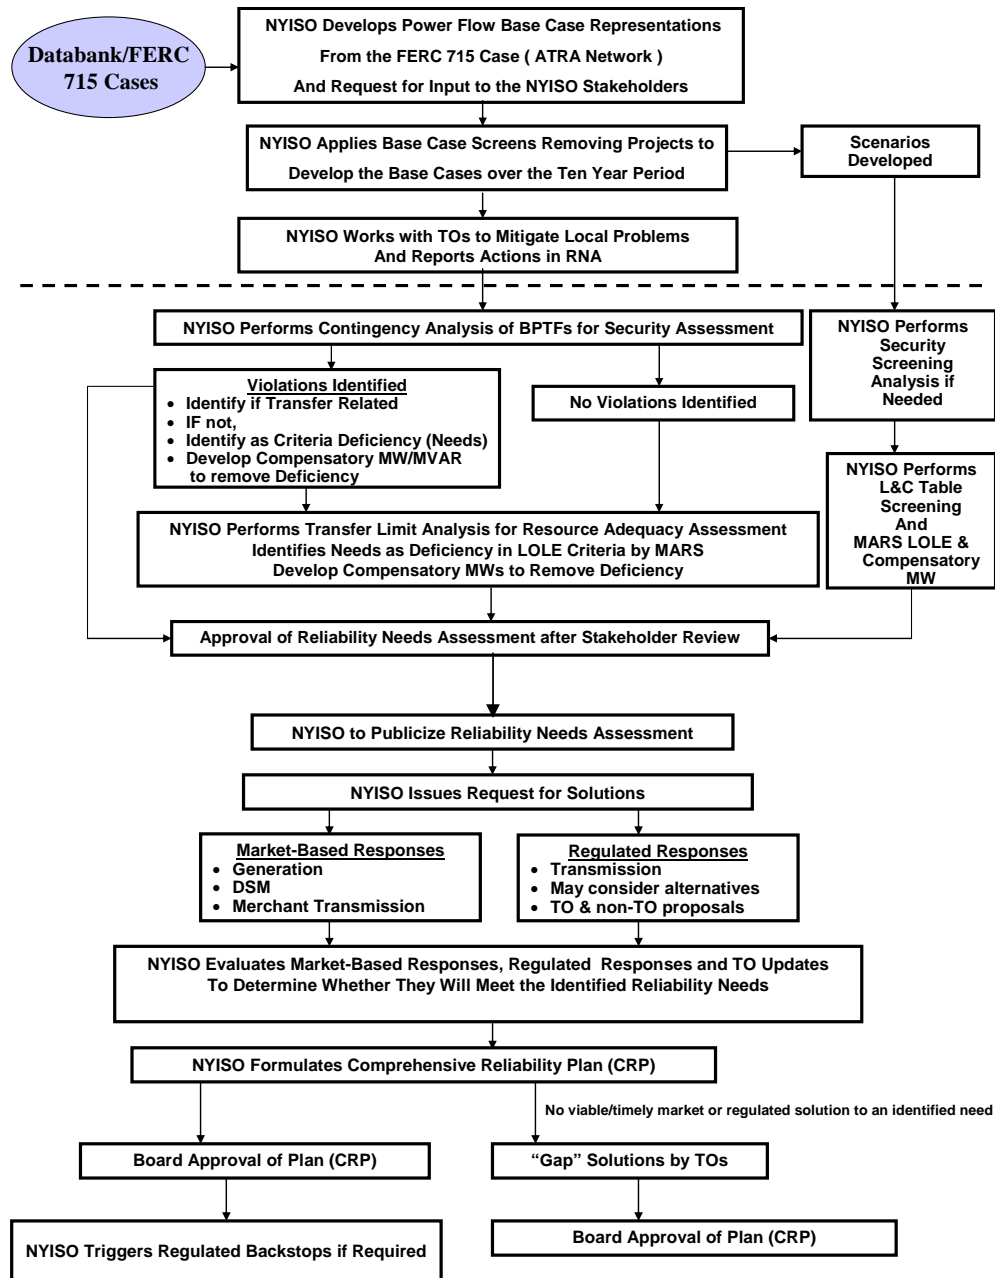 Databank/FERC
715 Cases
NYISO Develops Power Flow Base Case Representations
From the FERC 715 Case ( ATRA Network )
And Request for Input to the NYISO Stakeholders
NYISO Applies Base Case Screens Removing Projects to
Develop the Base Cases over the Ten Year Period
Scenarios
Developed
NYISO Works with TOs to Mitigate Local Problems
And Reports Actions in RNA
NYISO Performs Contingency Analysis of BPTFs for Security Assessment
NYISO Performs
Security
Screening
Analysis if
Needed
Violations Identified
• Identify if Transfer Related
• IF not,
• Identify as Criteria Deficiency (Needs)
• Develop Compensatory MW/MVAR
to remove Deficiency
No Violations Identified
NYISO Performs
L&C Table
Screening
And
MARS LOLE &
Compensatory
MW
NYISO Performs Transfer Limit Analysis for Resource Adequacy Assessment
Identifies Needs as Deficiency in LOLE Criteria by MARS
Develop Compensatory MWs to Remove Deficiency
Approval of Reliability Needs Assessment after Stakeholder Review
NYISO to Publicize Reliability Needs Assessment
NYISO Issues Request for Solutions
Market-Based Responses
• Generation
• DSM
• Merchant Transmission
Regulated Responses
• Transmission
• May consider alternatives
• TO & non-TO proposals
NYISO Evaluates Market-Based Responses, Regulated Responses and TO Updates
To Determine Whether They Will Meet the Identified Reliability Needs
NYISO Formulates Comprehensive Reliability Plan (CRP)
No viable/timely market or regulated solution to an identified need
Board Approval of Plan (CRP)
“Gap” Solutions by TOs
NYISO Triggers Regulated Backstops if Required
Board Approval of Plan (CRP)